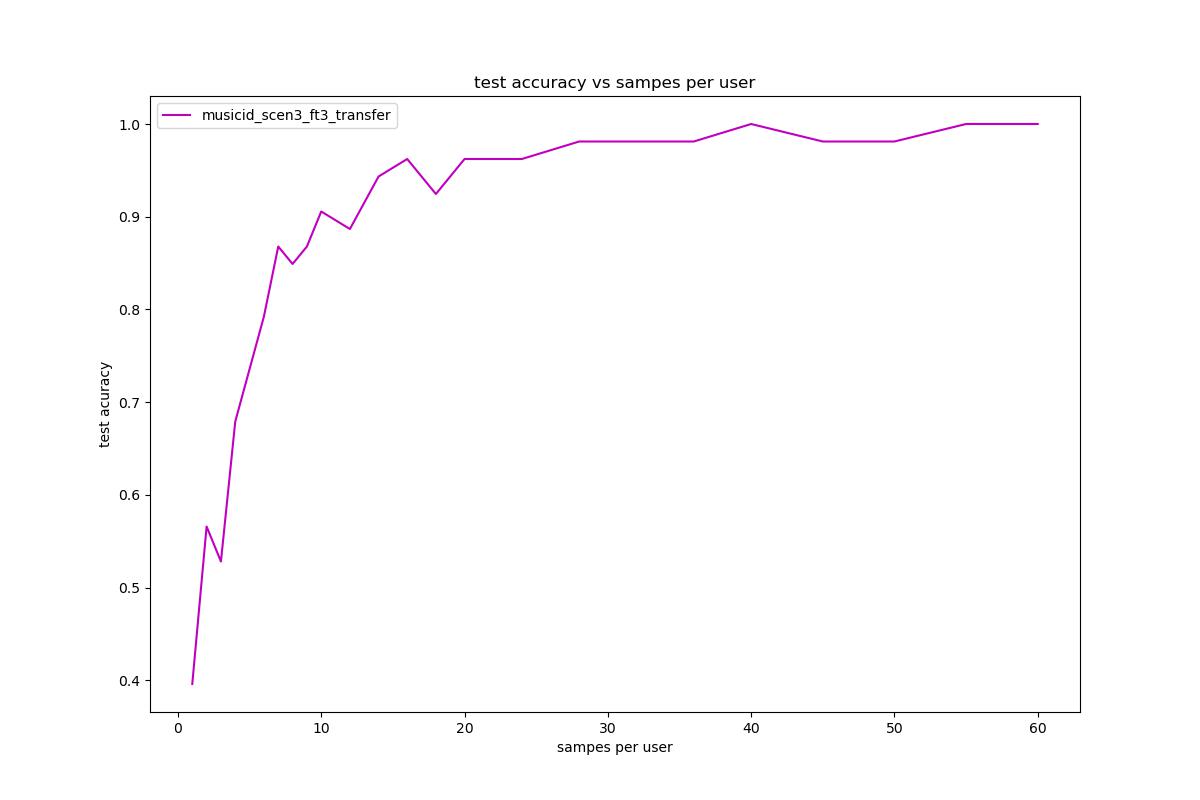 test accuracy vs sampes per user
musicid_scen3_ft3_transfer
1.0
0.9
0.8
0.7
0.6
0.5
0.4
test acuracy
0 10 20 30 40 50 60
sampes per user